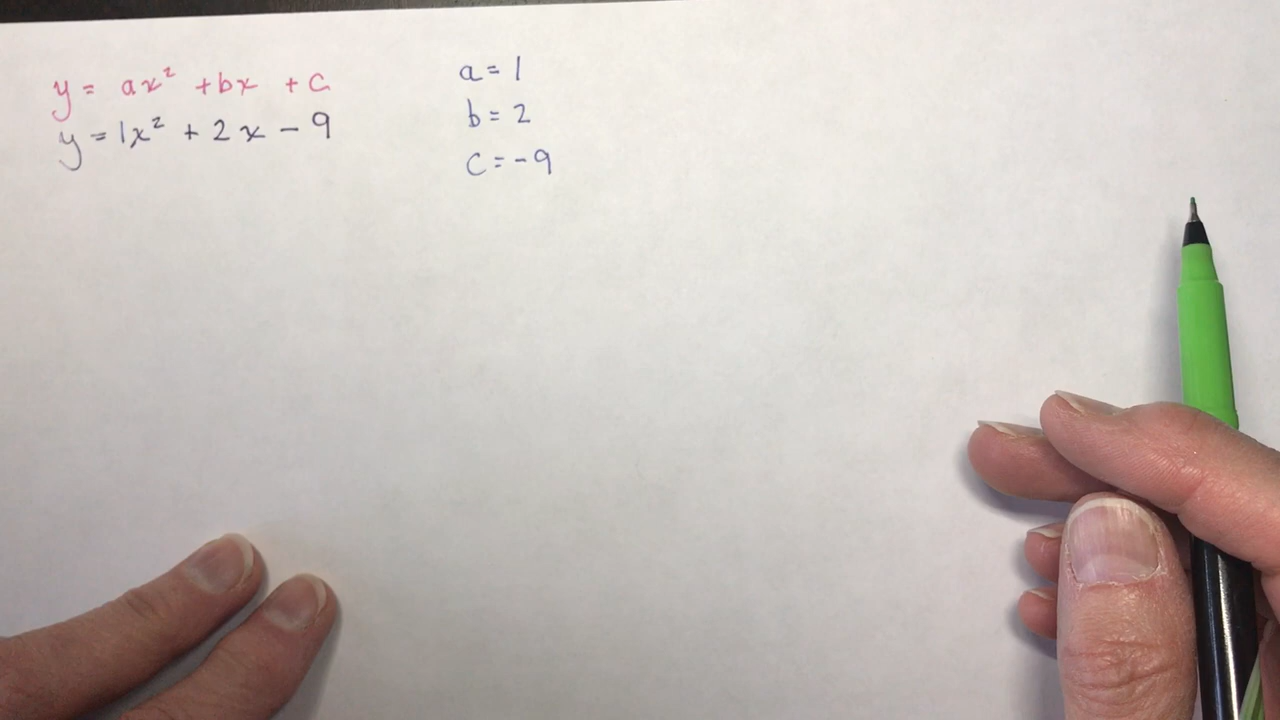 y = ax² + bx + c
y = 1x² + 2x - 9
a = 1
b = 2
c = -9